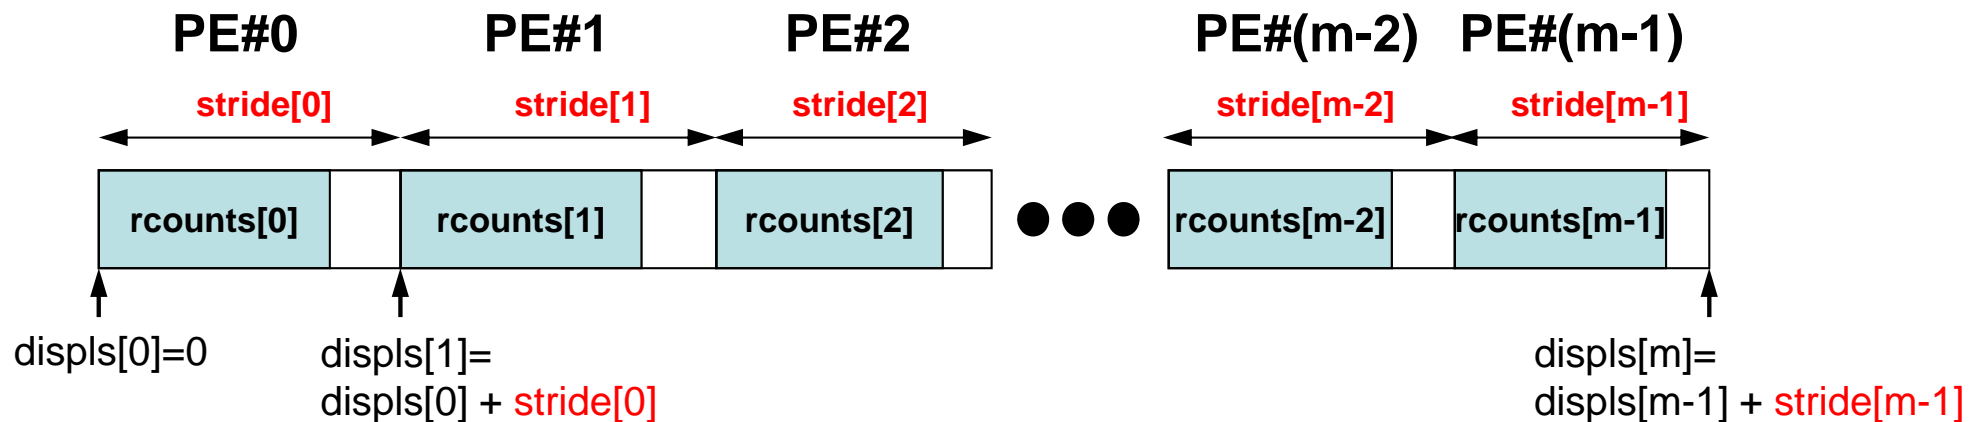 PE#0 PE#1 PE#2 PE#(m-2) PE#(m-1)
stride[0] stride[1] stride[2] stride[m-2] stride[m-1]
rcounts[0] rcounts[1] rcounts[2] rcounts[m-2] rcounts[m-1]
displs[0]=0 displs[1]= displs[m]=
displs[0] + stride[0] displs[m-1] + stride[m-1]